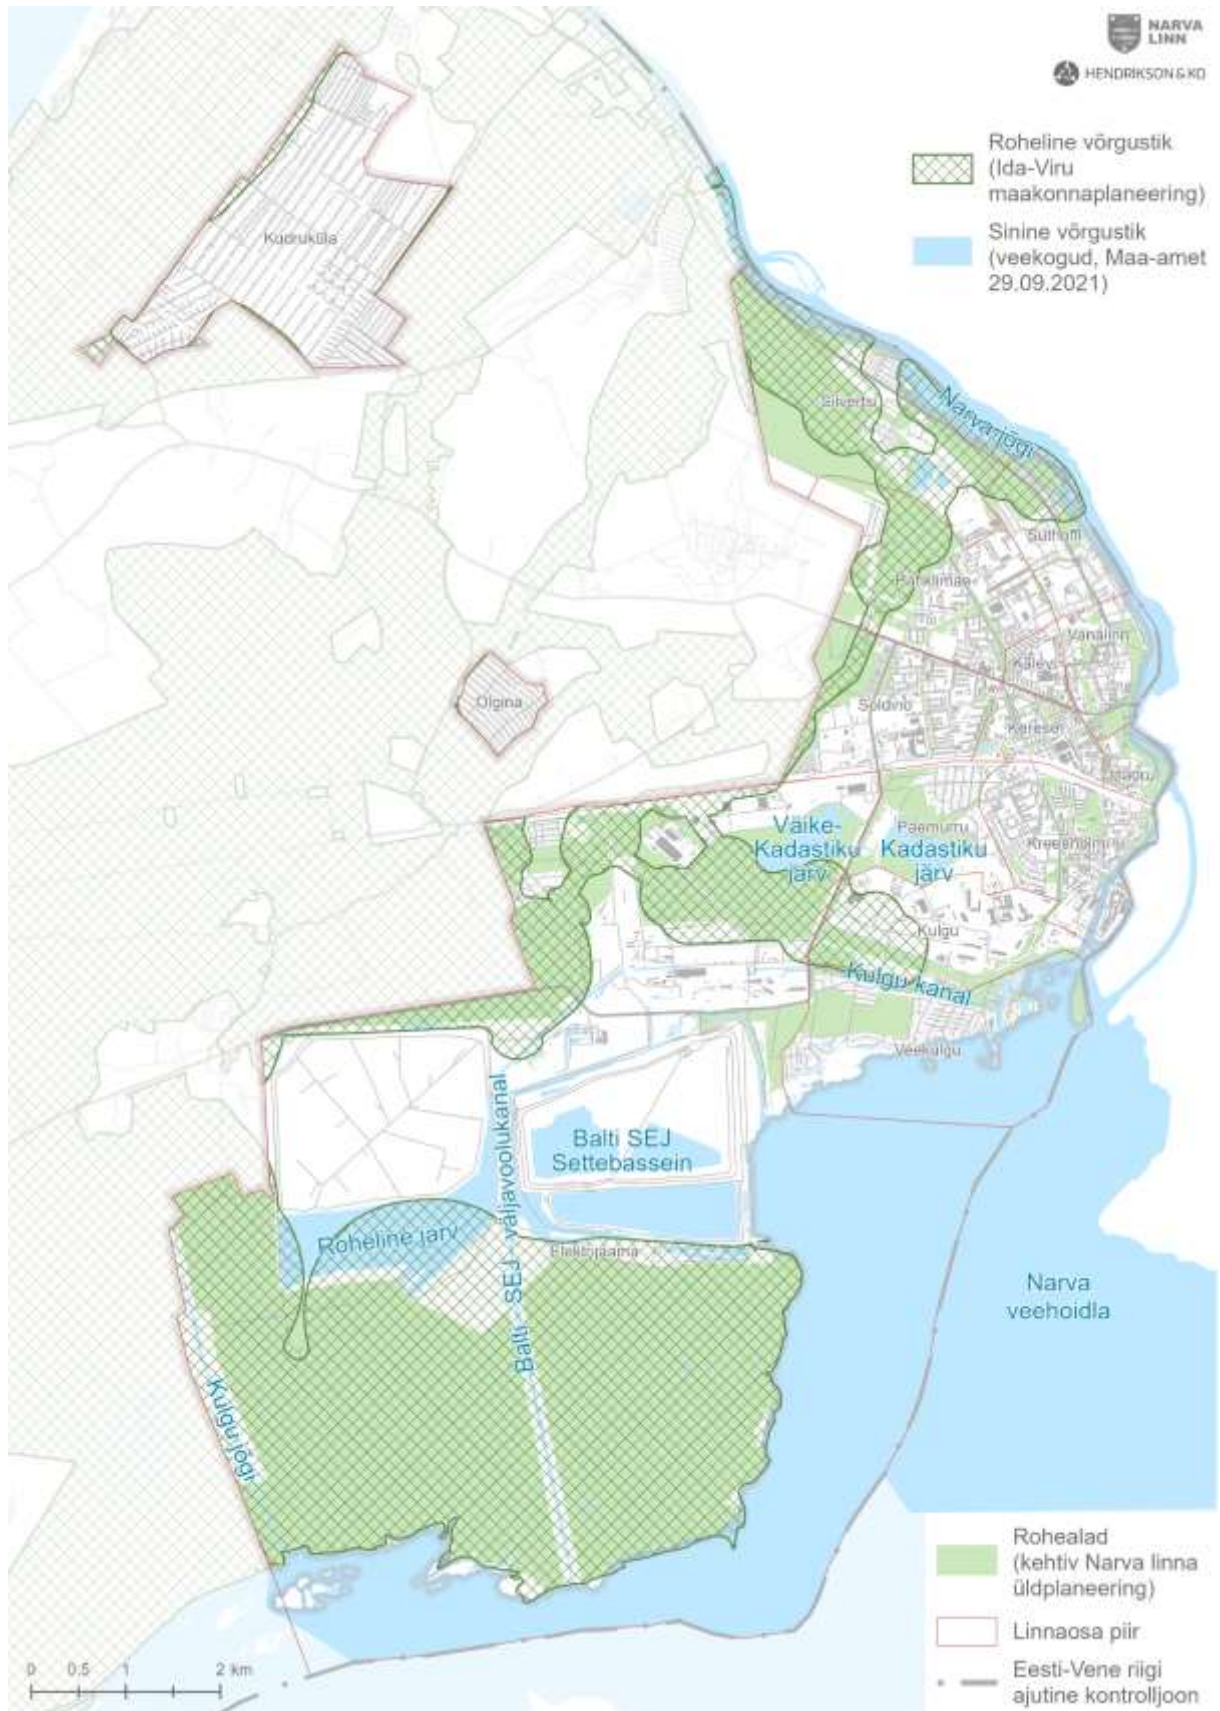 NARVA
LINN
HENDRIKSON & KO
Roheline võrgustik
(Ida-Viru
maakonnaplaneering)
Sinine võrgustik
(veekogud, Maa-amet
29.09.2021)
Kudruküla
Siivertsi
Narva jõgi
Suthoffi
Pähklimäe
Vanalinn
Kalevi
Olgina
Soldino
Kerese
Joaoru
Väike-
Kadastiku
järv
Paemurru
Kadastiku
järv
Kreenholmi
Kulgu
Kulgu kanal
Veekulgu
Balti SEJ
Settebassein
Balti SEJ väljavoolukanal
Roheline järv
Elektrijaama
Narva
veehoidla
Kulgu jõgi
Rohealad
(kehtiv Narva linna
üldplaneering)
Linnaosa piir
Eesti-Vene riigi
ajutine kontrolljoon
0 0.5 1 2 km